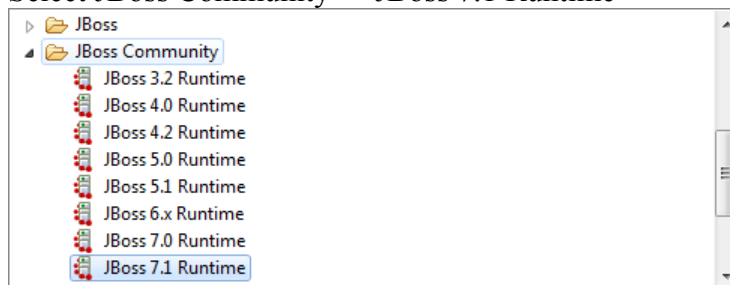 JBoss
JBoss Community
JBoss 3.2 Runtime
JBoss 4.0 Runtime
JBoss 4.2 Runtime
JBoss 5.0 Runtime
JBoss 5.1 Runtime
JBoss 6.x Runtime
JBoss 7.0 Runtime
JBoss 7.1 Runtime